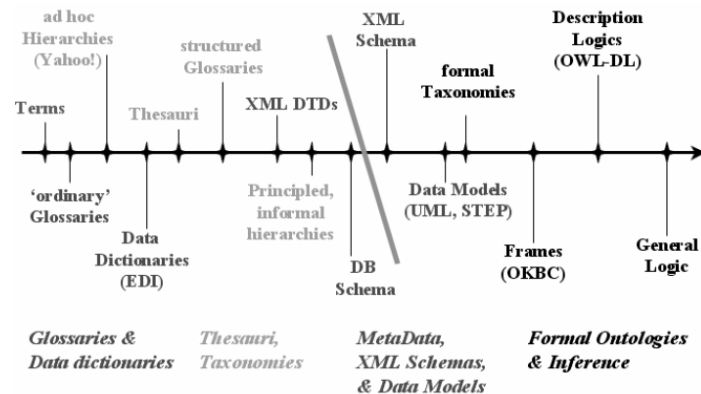 ad hoc
Hierarchies
(Yahoo!)
structured
Glossaries
XML
Schema
Description
Logics
(OWL-DL)
formal
Taxonomies
Terms
Thesauri
XML DTDs
‘ordinary’
Glossaries
Data
Dictionaries
(EDI)
Principled,
informal
hierarchies
DB
Schema
Data Models
(UML, STEP)
Frames
(OKBC)
General
Logic
Glossaries &
Data dictionaries
Thesauri,
Taxonomies
MetaData,
XML Schemas,
& Data Models
Formal Ontologies
& Inference